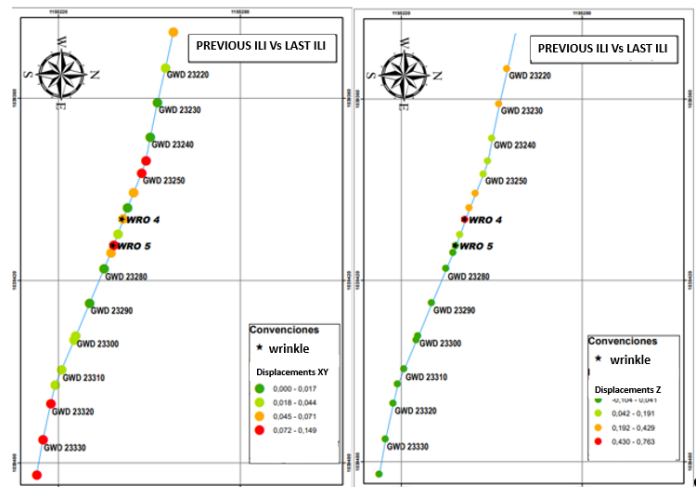 PREVIOUS ILI Vs LAST ILI
W
N
S
E
GWD 23220
GWD 23230
GWD 23240
GWD 23250
WRO 4
WRO 5
GWD 23280
GWD 23290
GWD 23300
GWD 23310
GWD 23320
GWD 23330
Convenciones
wrinkle
Displacements XY
0,000 - 0,017
0,018 - 0,044
0,045 - 0,071
0,072 - 0,149
PREVIOUS ILI Vs LAST ILI
W
N
S
E
GWD 23220
GWD 23230
GWD 23240
GWD 23250
WRO 4
WRO 5
GWD 23280
GWD 23290
GWD 23300
GWD 23310
GWD 23320
GWD 23330
Convenciones
wrinkle
Displacements Z
-0,104 - 0,041
0,042 - 0,191
0,192 - 0,429
0,430 - 0,763